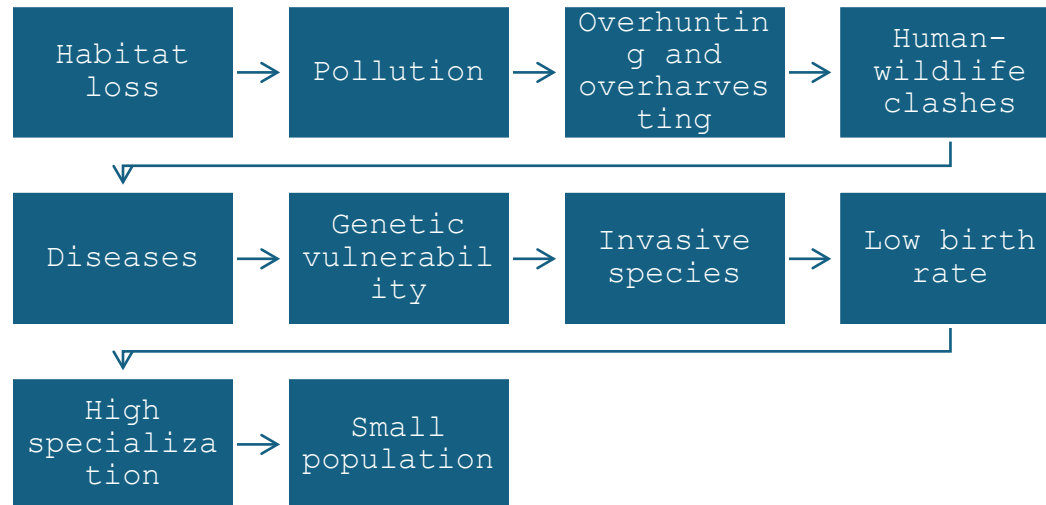 Habitat
loss
Pollution
Overhuntin
g and
overharves
ting
Human-
wildlife
clashes
Diseases
Genetic
vulnerabil
ity
Invasive
species
Low birth
rate
High
specializa
tion
Small
population